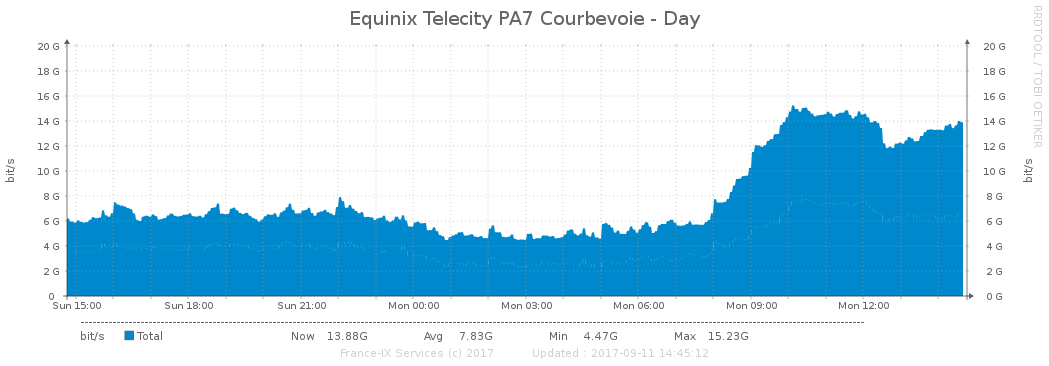 Equinix Telecity PA7 Courbevoie - Day
RRDTOOL / TOBI OETIKER
20 G 20 G
18 G 18 G
16 G 16 G
14 G 14 G
12 G 12 G
10 G 10 G
8 G 8 G
6 G 6 G
4 G 4 G
2 G 2 G
0 0 G
bit/s bit/s
Sun 15:00 Sun 18:00 Sun 21:00 Mon 00:00 Mon 03:00 Mon 06:00 Mon 09:00 Mon 12:00
bit/s Total Now 13.88G Avg 7.83G Min 4.47G Max 15.23G
France-IX Services (c) 2017 Updated : 2017-09-11 14:45:12